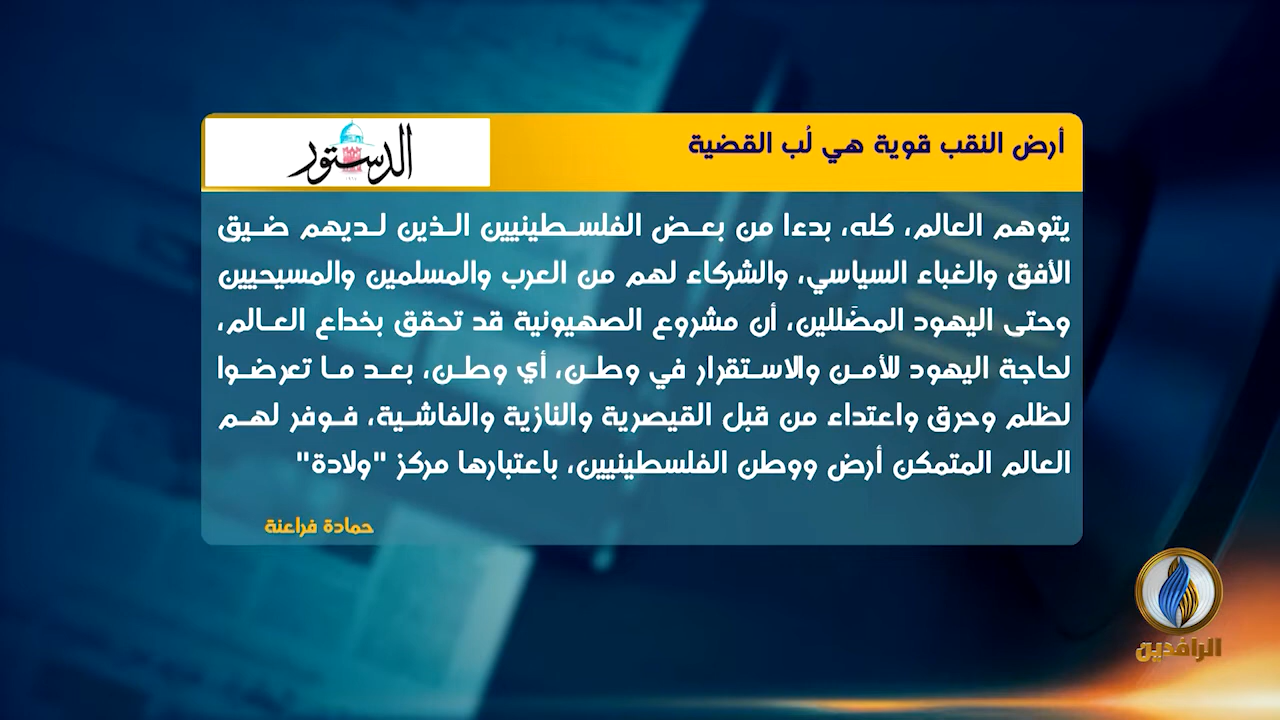 أرض النقب قوية هي لُب القضية
الدستور
يتوهم العالم، كله، بدءا من بعض الفلسطينيين الذين لديهم ضيق
الأفق والغباء السياسي، والشركاء لهم من العرب والمسلمين والمسيحيين
وحتى اليهود المضَللين، أن مشروع الصهيونية قد تحقق بخداع العالم،
لحاجة اليهود للأمن والاستقرار في وطن، أي وطن، بعد ما تعرضوا
لظلم وحرق واعتداء من قبل القيصرية والنازية والفاشية، فوفر لهم
العالم المتمكن أرض ووطن الفلسطينيين، باعتبارها مركز "ولادة"
حمادة فراعنة
الرافدين